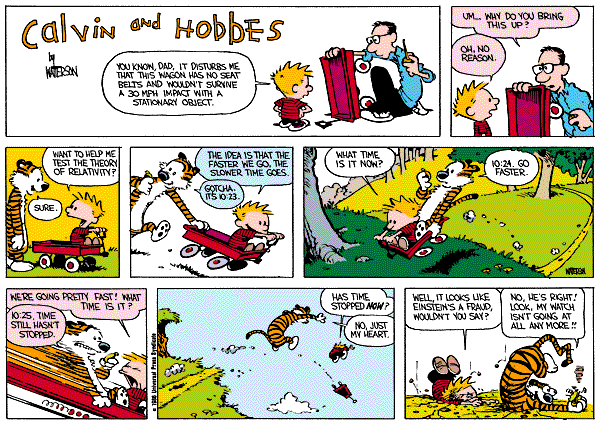 Calvin and HOBBES
by
WATERSON
YOU KNOW, DAD, IT DISTURBS ME
THAT THIS WAGON HAS NO SEAT
BELTS AND WOULDN'T SURVIVE
A 30 MPH IMPACT WITH A
STATIONARY OBJECT.
UM... WHY DO YOU BRING
THIS UP?
OH, NO
REASON.
WANT TO HELP ME
TEST THE THEORY
OF RELATIVITY?
SURE.
THE IDEA IS THAT THE
FASTER WE GO, THE
SLOWER TIME GOES.
GOTCHA.
IT'S 10:23.
WHAT TIME
IS IT NOW?
10:24. GO
FASTER.
WATERSON
WE'RE GOING PRETTY FAST! WHAT
TIME IS IT?
10:25. TIME
STILL HASN'T
STOPPED.
© 1986 Universal Press Syndicate
HAS TIME
STOPPED NOW?
NO, JUST
MY HEART.
WELL, IT LOOKS LIKE
EINSTEIN'S A FRAUD,
WOULDN'T YOU SAY?
NO, HE'S RIGHT!
LOOK, MY WATCH
ISN'T GOING AT
ALL ANY MORE!!